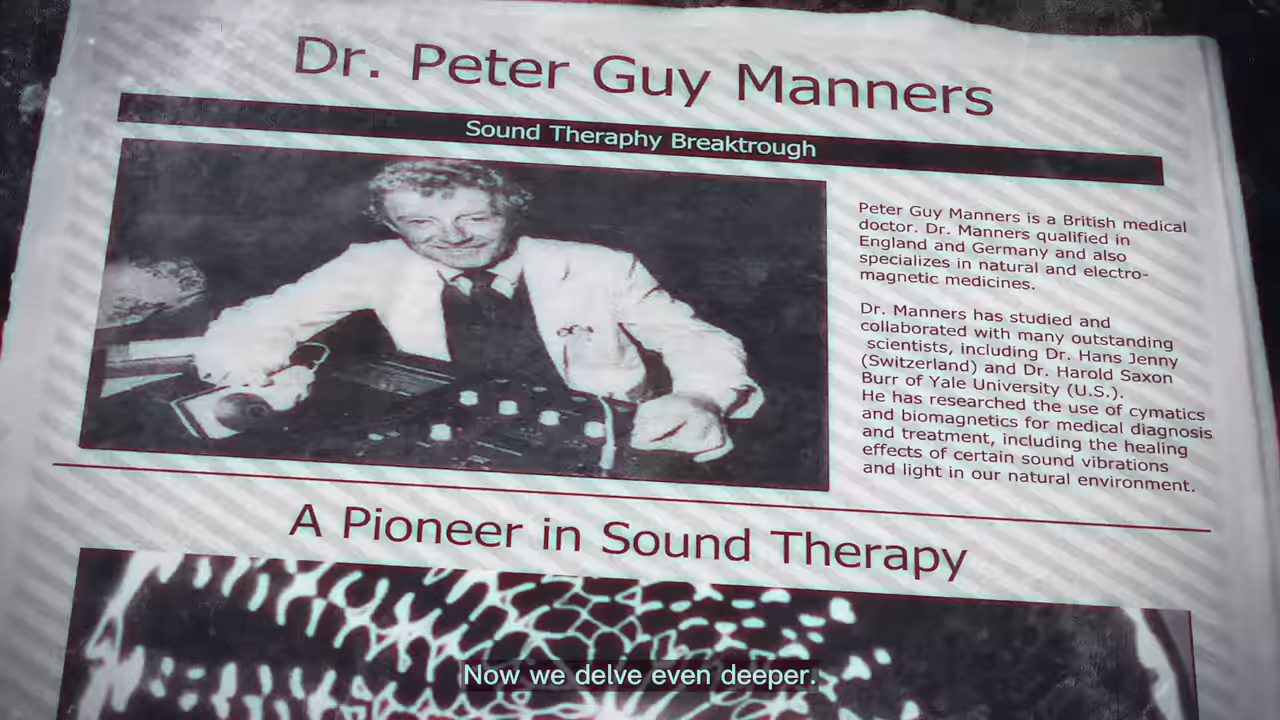 Dr. Peter Guy Manners
Sound Theraphy Breaktrough
Peter Guy Manners is a British medical
doctor. Dr. Manners qualified in
England and Germany and also
specializes in natural and electro-
magnetic medicines.
Dr. Manners has studied and
collaborated with many outstanding
scientists, including Dr. Hans Jenny
(Switzerland) and Dr. Harold Saxon
Burr of Yale University (U.S.).
He has researched the use of cymatics
and biomagnetics for medical diagnosis
and treatment, including the healing
effects of certain sound vibrations
and light in our natural environment.
A Pioneer in Sound Therapy
Now we delve even deeper.